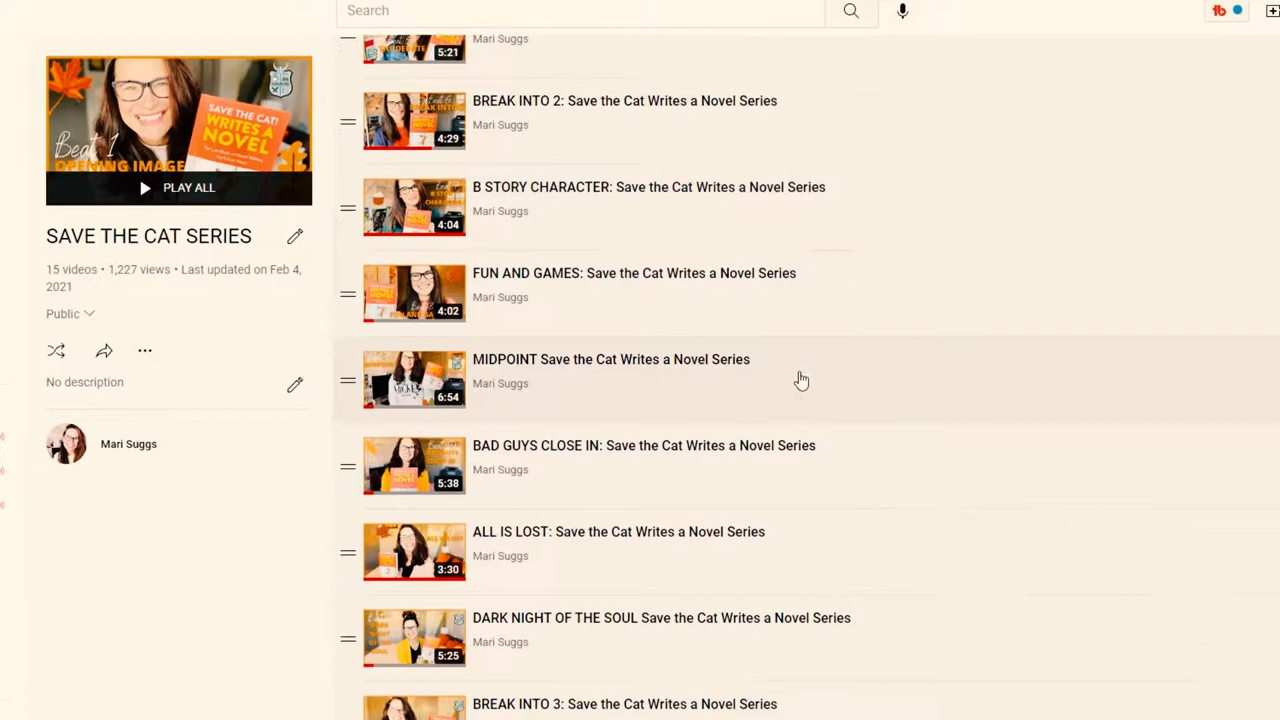 Search
tb
SAVE THE CAT!
WRITES A
NOVEL
Beat 1
OPENING IMAGE
PLAY ALL
SAVE THE CAT SERIES
15 videos • 1,227 views • Last updated on Feb 4,
2021
Public
No description
Mari Suggs
5:21
Mari Suggs
BREAK INTO 2: Save the Cat Writes a Novel Series
Mari Suggs
4:29
B STORY CHARACTER: Save the Cat Writes a Novel Series
Mari Suggs
4:04
FUN AND GAMES: Save the Cat Writes a Novel Series
Mari Suggs
4:02
MIDPOINT Save the Cat Writes a Novel Series
Mari Suggs
6:54
BAD GUYS CLOSE IN: Save the Cat Writes a Novel Series
Mari Suggs
5:38
ALL IS LOST: Save the Cat Writes a Novel Series
Mari Suggs
3:30
DARK NIGHT OF THE SOUL Save the Cat Writes a Novel Series
Mari Suggs
5:25
BREAK INTO 3: Save the Cat Writes a Novel Series